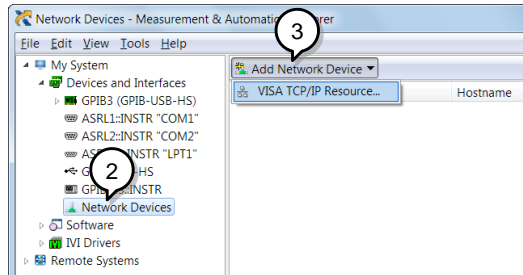 Network Devices - Measurement & Automation Explorer
3
File Edit View Tools Help
My System
Devices and Interfaces
GPIB3 (GPIB-USB-HS)
ASRL1::INSTR "COM1"
ASRL2::INSTR "COM2"
INSTR "LPT1"
2
-HS
INSTR
Network Devices
Software
IVI Drivers
Remote Systems
Add Network Device
VISA TCP/IP Resource...
Hostname